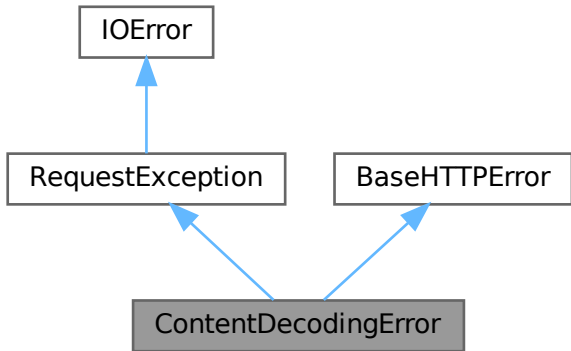 IOError
RequestException
BaseHTTPError
ContentDecodingError